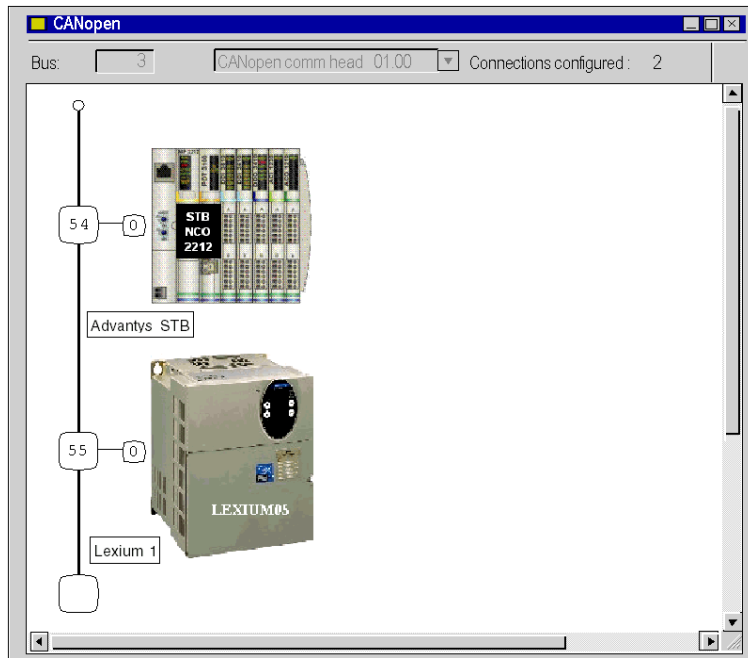 CANopen
Bus: 3 CANopen comm head 01.00 Connections configured : 2
54 0
STB
NCO
2212
Advantys STB
55 0
LEXIUM05
Lexium 1